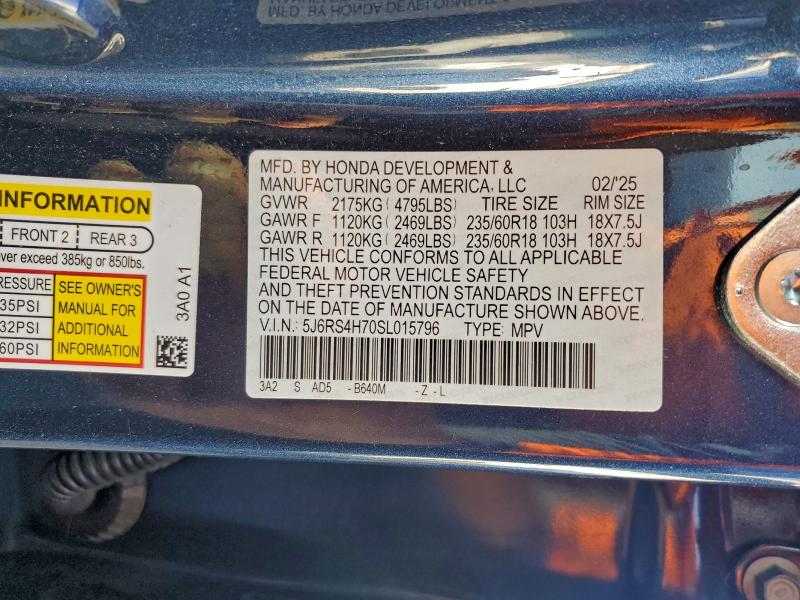 MFD. BY HONDA DEVELOPMENT &
MANUFACTURING OF AMERICA, LLC 02/'25
GVWR 2175KG ( 4795LBS) TIRE SIZE RIM SIZE
GAWR F 1120KG ( 2469LBS) 235/60R18 103H 18X7.5J
GAWR R 1120KG ( 2469LBS) 235/60R18 103H 18X7.5J
THIS VEHICLE CONFORMS TO ALL APPLICABLE
FEDERAL MOTOR VEHICLE SAFETY
AND THEFT PREVENTION STANDARDS IN EFFECT
ON THE DATE OF MANUFACTURE SHOWN ABOVE.
V.I.N.: 5J6RS4H70SL015796 TYPE: MPV
3A2 S AD5 - B640M - Z - L
INFORMATION
FRONT 2 REAR 3
exceed 385kg or 850lbs.
35PSI
32PSI
60PSI
SEE OWNER'S
MANUAL FOR
ADDITIONAL
INFORMATION
3A0 A1